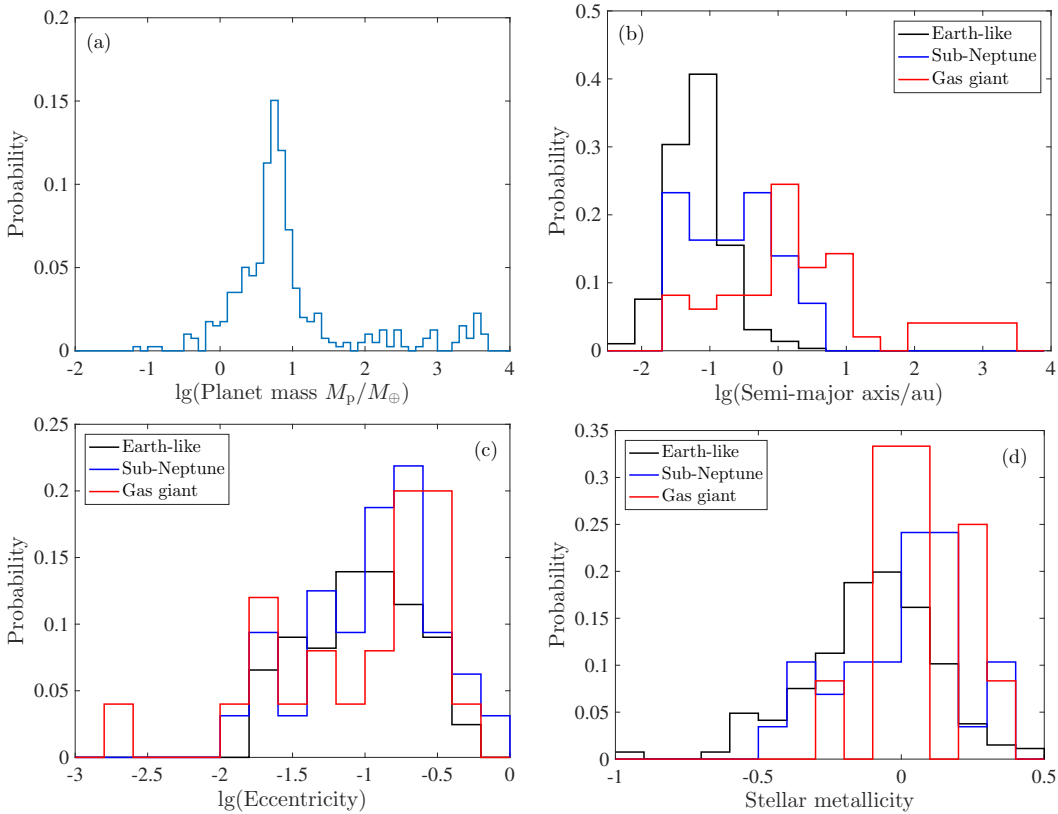 (a)
Probability
0.2
0.15
0.1
0.05
0
-2
-1
0
1
2
3
4
lg(Planet mass Mp/M⊕)
(b)
Earth-like
Sub-Neptune
Gas giant
Probability
0.5
0.4
0.3
0.2
0.1
0
-2
-1
0
1
2
3
4
lg(Semi-major axis/au)
(c)
Earth-like
Sub-Neptune
Gas giant
Probability
0.25
0.2
0.15
0.1
0.05
0
-3
-2.5
-2
-1.5
-1
-0.5
0
lg(Eccentricity)
(d)
Earth-like
Sub-Neptune
Gas giant
Probability
0.35
0.3
0.25
0.2
0.15
0.1
0.05
0
-1
-0.5
0
0.5
Stellar metallicity